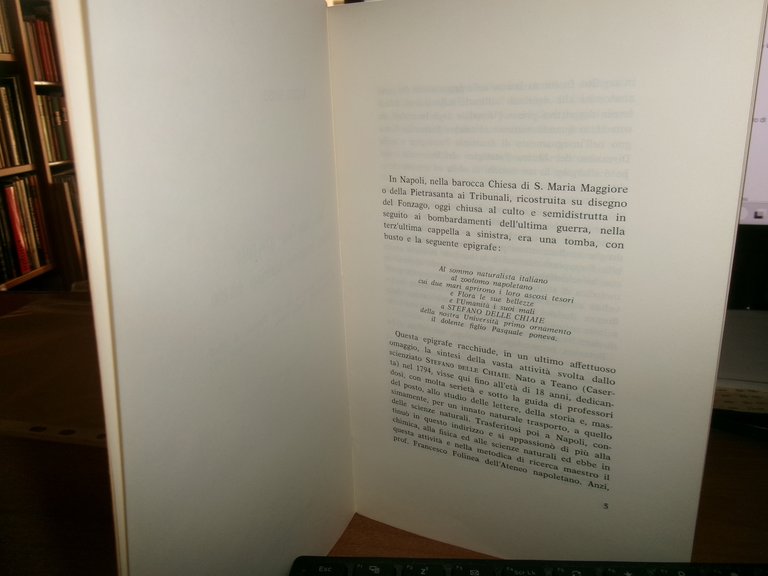 In Napoli, nella barocca Chiesa di S. Maria Maggiore
o della Pietrasanta ai Tribunali, ricostruita su disegno
del Fonzago, oggi chiusa al culto e semidistrutta in
seguito ai bombardamenti dell'ultima guerra, nella
terz'ultima cappella a sinistra, era una tomba, con
busto e la seguente epigrafe:
Al sommo naturalista italiano
al zootomo napoletano
cui due mari aprirono i loro ascosi tesori
e Flora le sue bellezze
e l'Umanità i suoi mali
a STEFANO DELLE CHIAIE
della nostra Università primo ornamento
il dolente figlio Pasquale poneva.
Questa epigrafe racchiude, in un ultimo affettuoso
omaggio, la sintesi della vasta attività svolta dallo
scienziato STEFANO DELLE CHIAIE. Nato a Teano (Caser-
ta) nel 1794, visse qui fino all'età di 18 anni, dedican-
dosi, con molta serietà e sotto la guida di professori
del posto, allo studio delle lettere, della storia e, mas-
simamente, per un innato naturale trasporto, a quello
delle scienze naturali. Trasferitosi poi a Napoli, con-
tinuò in questo indirizzo e si appassionò di più alla
chimica, alla fisica ed alle scienze naturali ed ebbe in
questa attività e nella metodica di ricerca maestro il
prof. Francesco Folinea dell'Ateneo napoletano. Anzi,
5
Esc